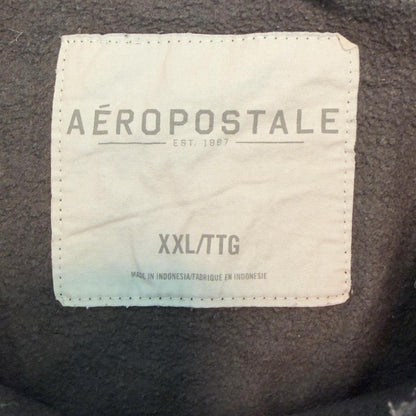 AÉROPOSTALE
EST. 1987
XXL/TTG
MADE IN INDONESIA/FABRIQUÉ EN INDONESIE